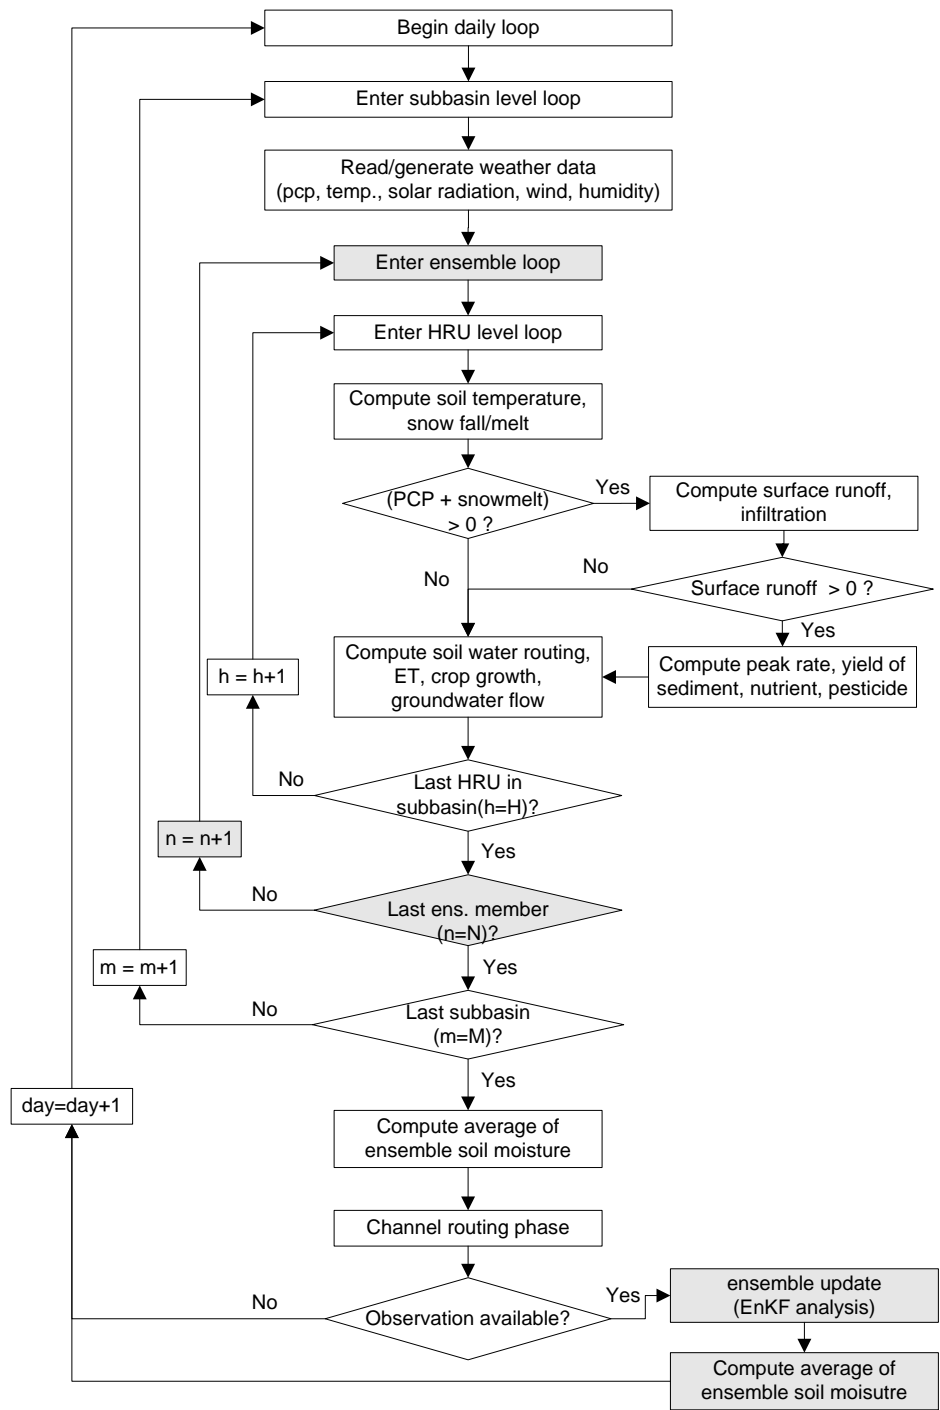 Begin daily loop
Enter subbasin level loop
Read/generate weather data
(pcp, temp., solar radiation, wind, humidity)
Enter ensemble loop
Enter HRU level loop
Compute soil temperature,
snow fall/melt
(PCP + snowmelt)
> 0 ?
Yes
Compute surface runoff,
infiltration
No
No
Surface runoff > 0 ?
Yes
Compute soil water routing,
ET, crop growth,
groundwater flow
Compute peak rate, yield of
sediment, nutrient, pesticide
h = h+1
No
Last HRU in
subbasin(h=H)?
n = n+1
Yes
No
Last ens. member
(n=N)?
m = m+1
Yes
No
Last subbasin
(m=M)?
Yes
day=day+1
Compute average of
ensemble soil moisture
Channel routing phase
No
Observation available?
Yes
ensemble update
(EnKF analysis)
Compute average of
ensemble soil moisutre